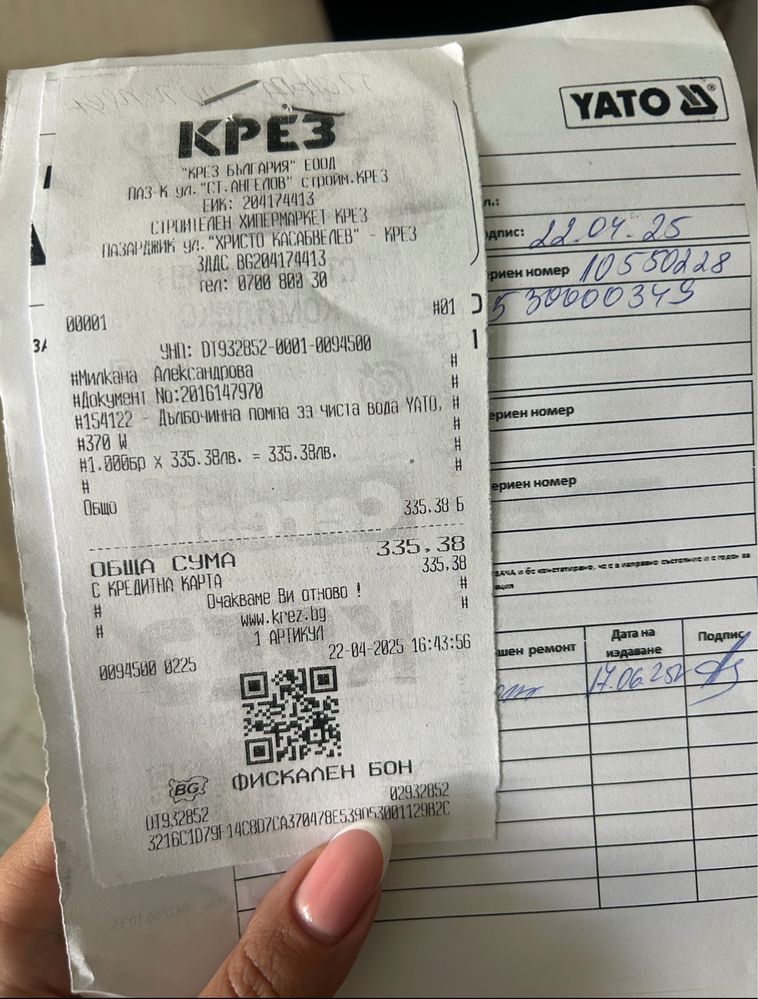 КРЕЗ
"КРЕЗ БЪЛГАРИЯ" ЕООД
ПАЗ-К ул."СТ.АНГЕЛОВ" стройм.КРЕЗ
ЕИК: 204174413
СТРОИТЕЛЕН ХИПЕРМАРКЕТ КРЕЗ
ПАЗАРДЖИК ул. "ХРИСТО КАСАБВЕЛЕВ" - КРЕЗ
ЗДДС BG204174413
тел: 0700 800 30
00001 #01
УНП: DT932852-0001-0094500
#Милкана Александрова #
#Документ No:2016147970 #
#154122 - Дълбочинна помпа за чиста вода YATO, #
#370 W #
#1.000бр x 335.38лв. = 335.38лв. #
# #
Общо 335.38 Б
ОБЩА СУМА 335.38
С КРЕДИТНА КАРТА 335.38
# Очакваме Ви отново ! #
# www.krez.bg #
1 АРТИКУЛ
0094500 0225 22-04-2025 16:43:56
BG ФИСКАЛЕН БОН
DT932852 02932852
3216C1D79F14C8D7CA370478E539D53001129B2C
YATO
л.:
дпис: 22.04.25
ериен номер 10550228
530000349
ериен номер
ериен номер
шен ремонт Дата на издаване Подпис
17.06.25г